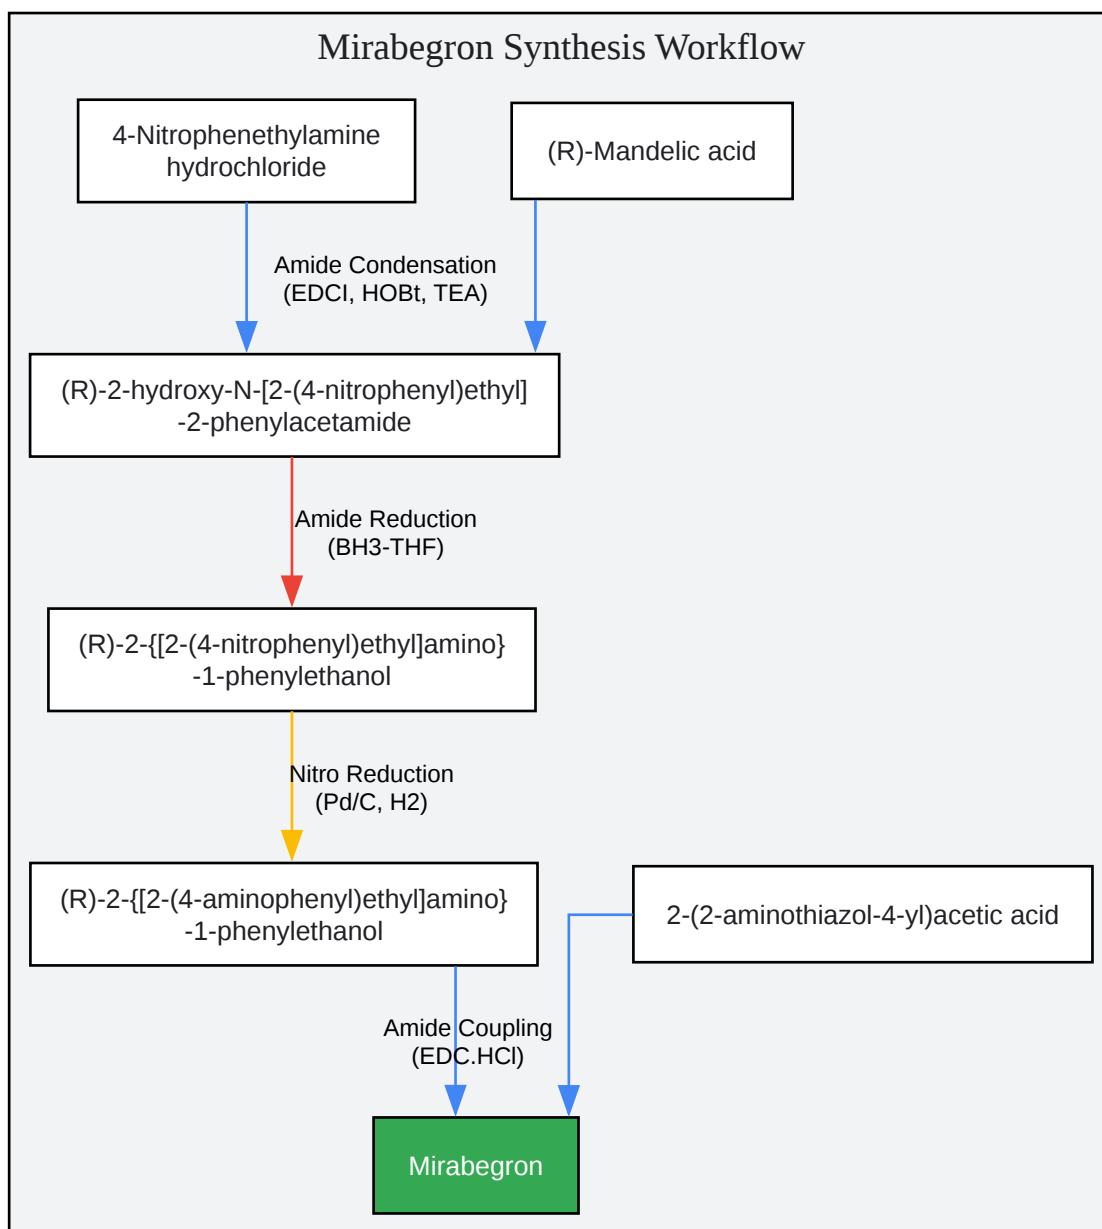 Mirabegron Synthesis Workflow
4-Nitrophenethylamine
hydrochloride
(R)-Mandelic acid
Amide Condensation
(EDCI, HOBt, TEA)
(R)-2-hydroxy-N-[2-(4-nitrophenyl)ethyl]
-2-phenylacetamide
Amide Reduction
(BH3-THF)
(R)-2-{[2-(4-nitrophenyl)ethyl]amino}
-1-phenylethanol
Nitro Reduction
(Pd/C, H2)
(R)-2-{[2-(4-aminophenyl)ethyl]amino}
-1-phenylethanol
2-(2-aminothiazol-4-yl)acetic acid
Amide Coupling
(EDC.HCl)
Mirabegron